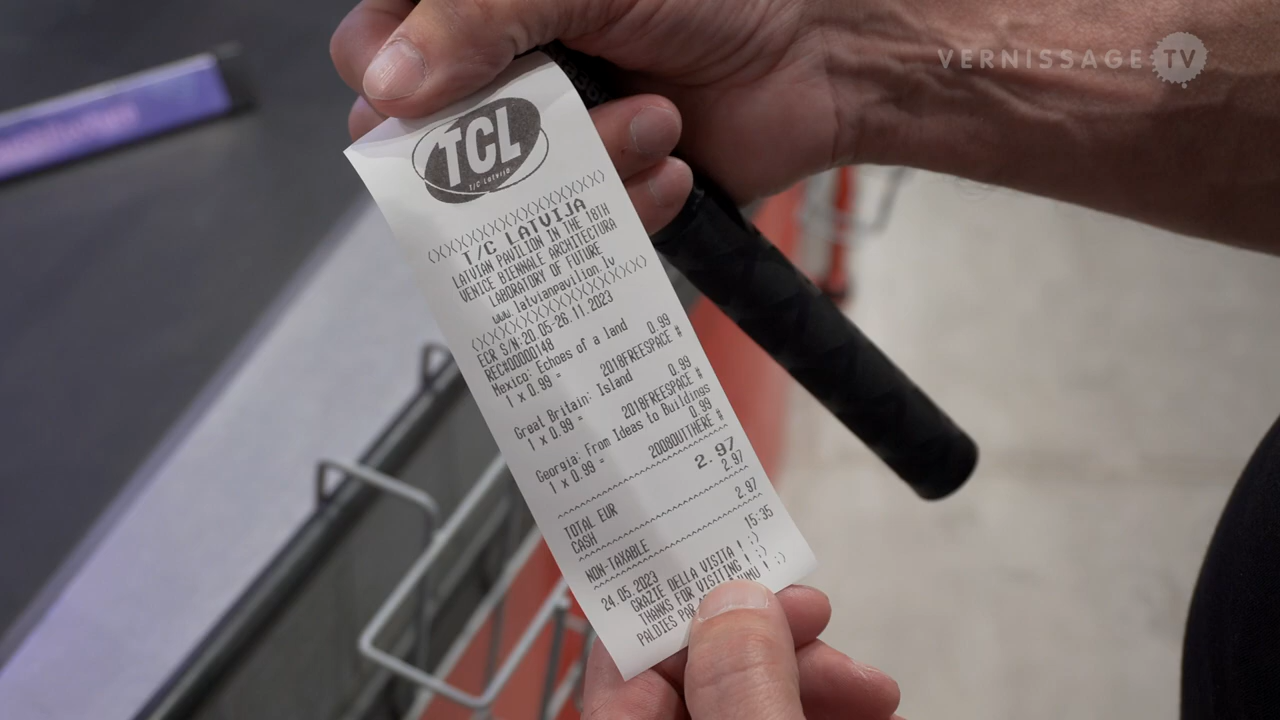 VERNISSAGE TV
TCL
T/C Latvija
T/C LATVIJA
LATVIAN PAVILION IN THE 18TH
VENICE BIENNALE ARCHITECTURA
LABORATORY OF FUTURE
www.latvianpavilion.lv
ECR S/N:20.05-26.11.2023
REC#00000148
Mexico: Echoes of a land 0.99
1 x 0.99 = 2018FREESPACE #
Great Britain: Island 0.99
1 x 0.99 = 2018FREESPACE #
Georgia: From Ideas to Buildings 0.99
1 x 0.99 = 2008OUTTHERE #
TOTAL EUR 2.97
CASH 2.97
NON-TAXABLE 2.97
24.05.2023 15:35
GRAZIE DELLA VISITA ! :)
THANKS FOR VISITING ! :)
PALDIES PAR ! :)